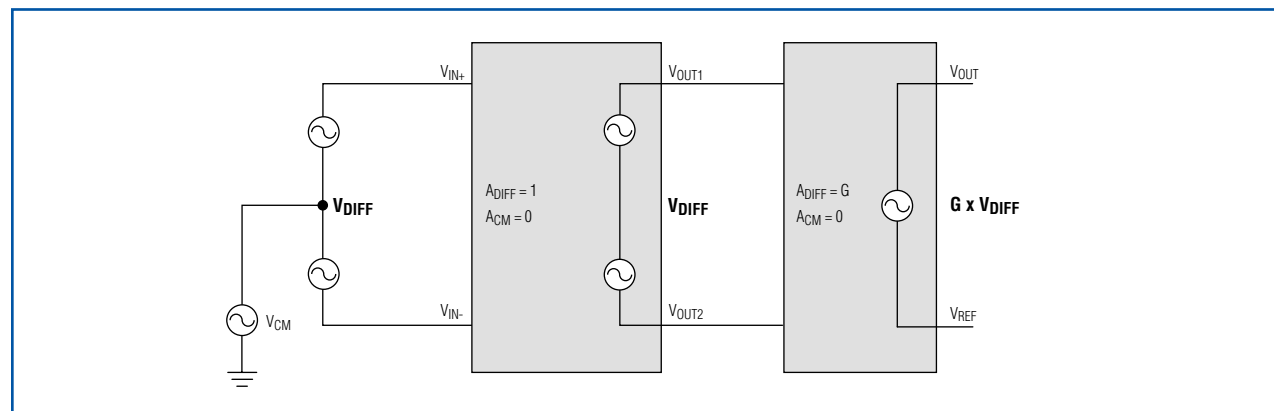 VIN+
VOUT1
VOUT
ADIFF = 1
ACM = 0
VDIFF
VDIFF
ADIFF = G
ACM = 0
G x VDIFF
VCM
VIN-
VOUT2
VREF